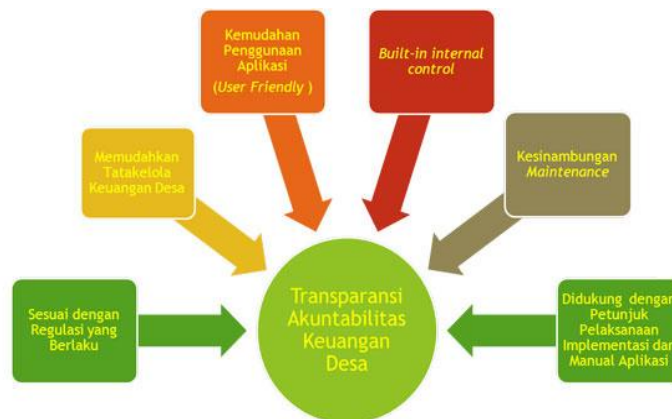 Sesuai dengan
Regulasi yang
Berlaku
Memudahkan
Tatakelola
Keuangan Desa
Kemudahan
Penggunaan
Aplikasi
(User Friendly )
Built-in internal
control
Kesinambungan
Maintenance
Didukung dengan
Petunjuk
Pelaksanaan
Implementasi dan
Manual Aplikasi
Transparansi
Akuntabilitas
Keuangan
Desa